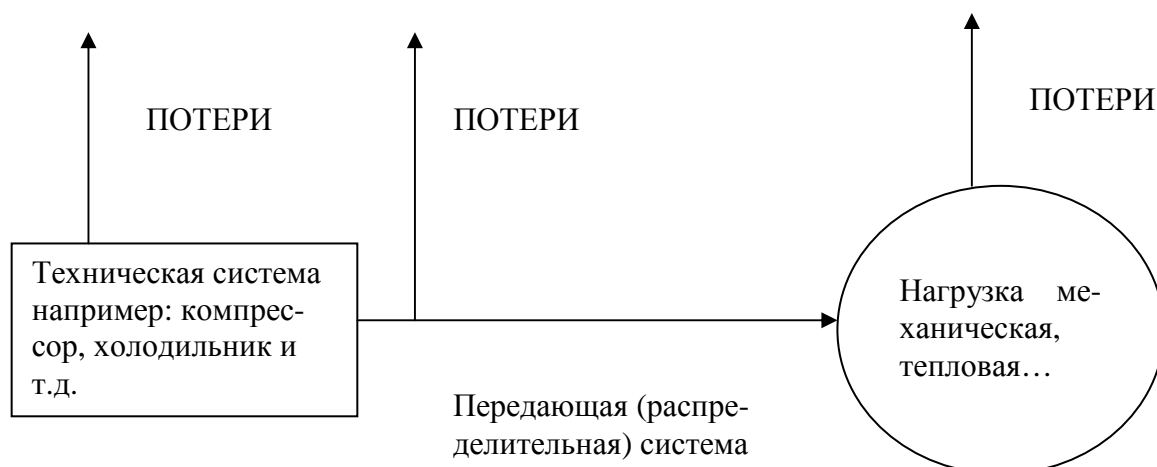 ПОТЕРИ
ПОТЕРИ
ПОТЕРИ
Техническая система
например: компрес-
сор, холодильник и
т.д.
Нагрузка ме-
ханическая,
тепловая…
Передающая (распре-
делительная) система